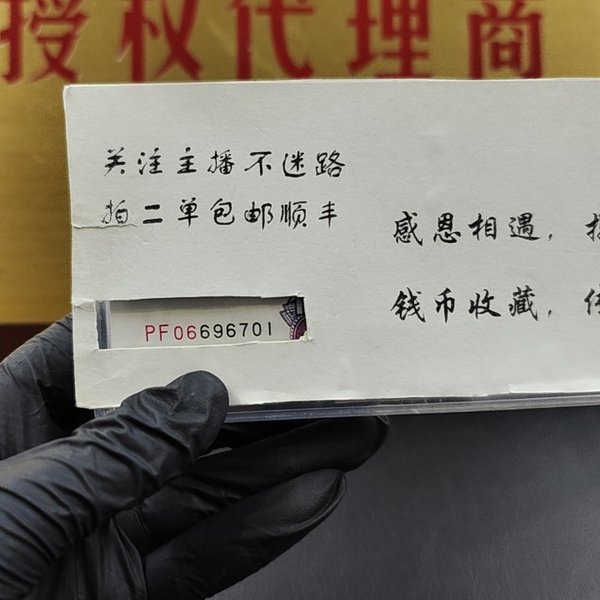 授权代理商
关注主播不迷路
拍二单包邮顺丰
感恩相遇，
钱币收藏，
PF06696701